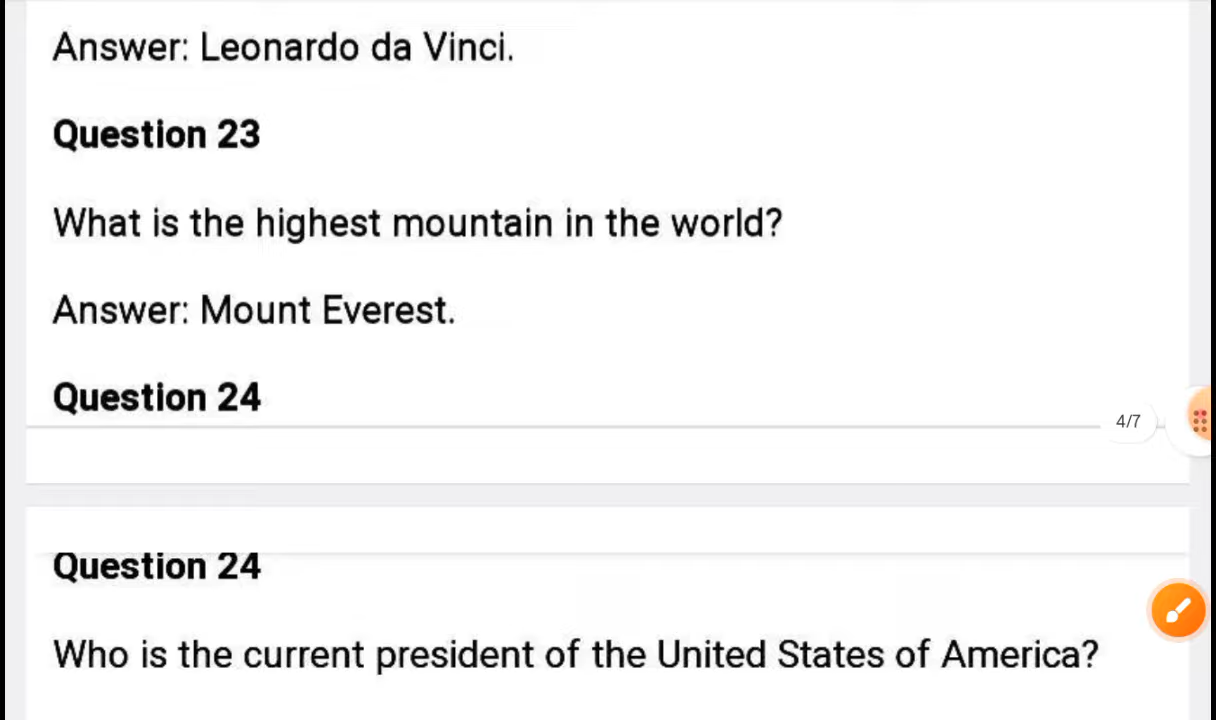 Answer: Leonardo da Vinci.
Question 23
What is the highest mountain in the world?
Answer: Mount Everest.
Question 24
4/7
Question 24
Who is the current president of the United States of America?